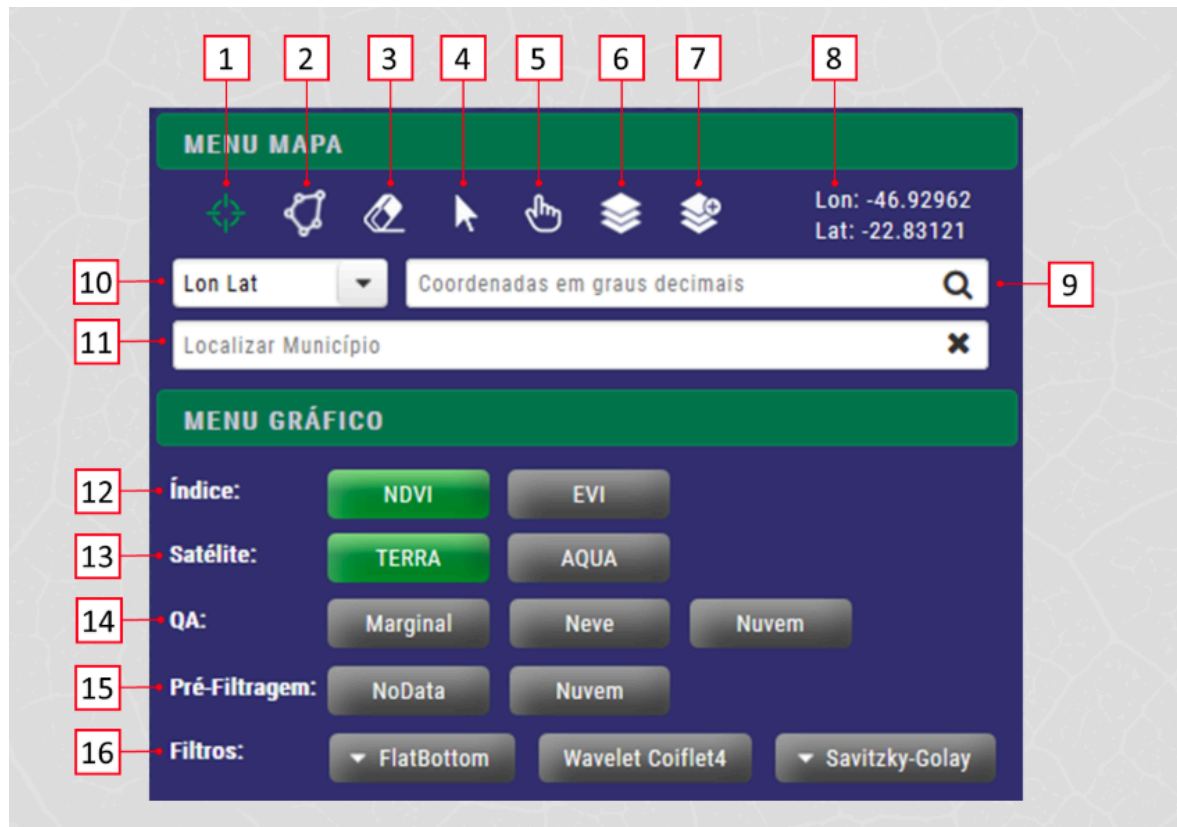 1 2 3 4 5 6 7 8
MENU MAPA
Lon: -46.92962
Lat: -22.83121
10 Lon Lat Coordenadas em graus decimais 9
11 Localizar Município
MENU GRÁFICO
12 Índice: NDVI EVI
13 Satélite: TERRA AQUA
14 QA: Marginal Neve Nuvem
15 Pré-Filtragem: NoData Nuvem
16 Filtros: FlatBottom Wavelet Coiflet4 Savitzky-Golay